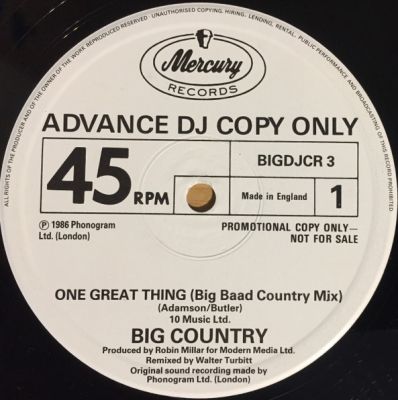 ALL RIGHTS OF THE PRODUCER AND OF THE OWNER OF THE WORK REPRODUCED RESERVED UNAUTHORISED COPYING, HIRING, LENDING, RENTAL, PUBLIC PERFORMANCE AND BROADCASTING OF THIS RECORD PROHIBITED
Mercury
RECORDS
ADVANCE DJ COPY ONLY
45 RPM
BIGDJCR 3
Made in England
1
℗ 1986 Phonogram
Ltd. (London)
PROMOTIONAL COPY ONLY—
NOT FOR SALE
ONE GREAT THING (Big Baad Country Mix)
(Adamson/Butler)
10 Music Ltd.
BIG COUNTRY
Produced by Robin Millar for Modern Media Ltd.
Remixed by Walter Turbitt
Original sound recording made by
Phonogram Ltd. (London)